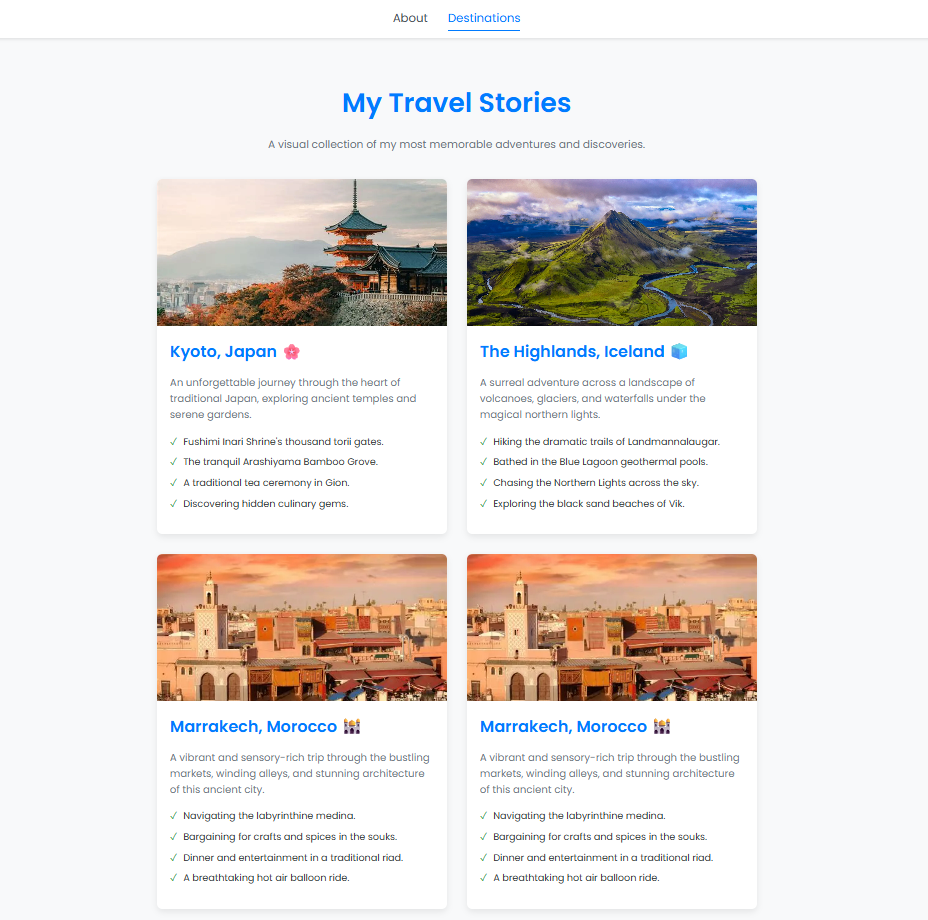 About
Destinations
My Travel Stories
A visual collection of my most memorable adventures and discoveries.
Kyoto, Japan 🌸
An unforgettable journey through the heart of
traditional Japan, exploring ancient temples and
serene gardens.
✓ Fushimi Inari Shrine's thousand torii gates.
✓ The tranquil Arashiyama Bamboo Grove.
✓ A traditional tea ceremony in Gion.
✓ Discovering hidden culinary gems.
The Highlands, Iceland 🧊
A surreal adventure across a landscape of
volcanoes, glaciers, and waterfalls under the
magical northern lights.
✓ Hiking the dramatic trails of Landmannalaugar.
✓ Bathed in the Blue Lagoon geothermal pools.
✓ Chasing the Northern Lights across the sky.
✓ Exploring the black sand beaches of Vik.
Marrakech, Morocco 🕌
A vibrant and sensory-rich trip through the bustling
markets, winding alleys, and stunning architecture
of this ancient city.
✓ Navigating the labyrinthine medina.
✓ Bargaining for crafts and spices in the souks.
✓ Dinner and entertainment in a traditional riad.
✓ A breathtaking hot air balloon ride.
Marrakech, Morocco 🕌
A vibrant and sensory-rich trip through the bustling
markets, winding alleys, and stunning architecture
of this ancient city.
✓ Navigating the labyrinthine medina.
✓ Bargaining for crafts and spices in the souks.
✓ Dinner and entertainment in a traditional riad.
✓ A breathtaking hot air balloon ride.